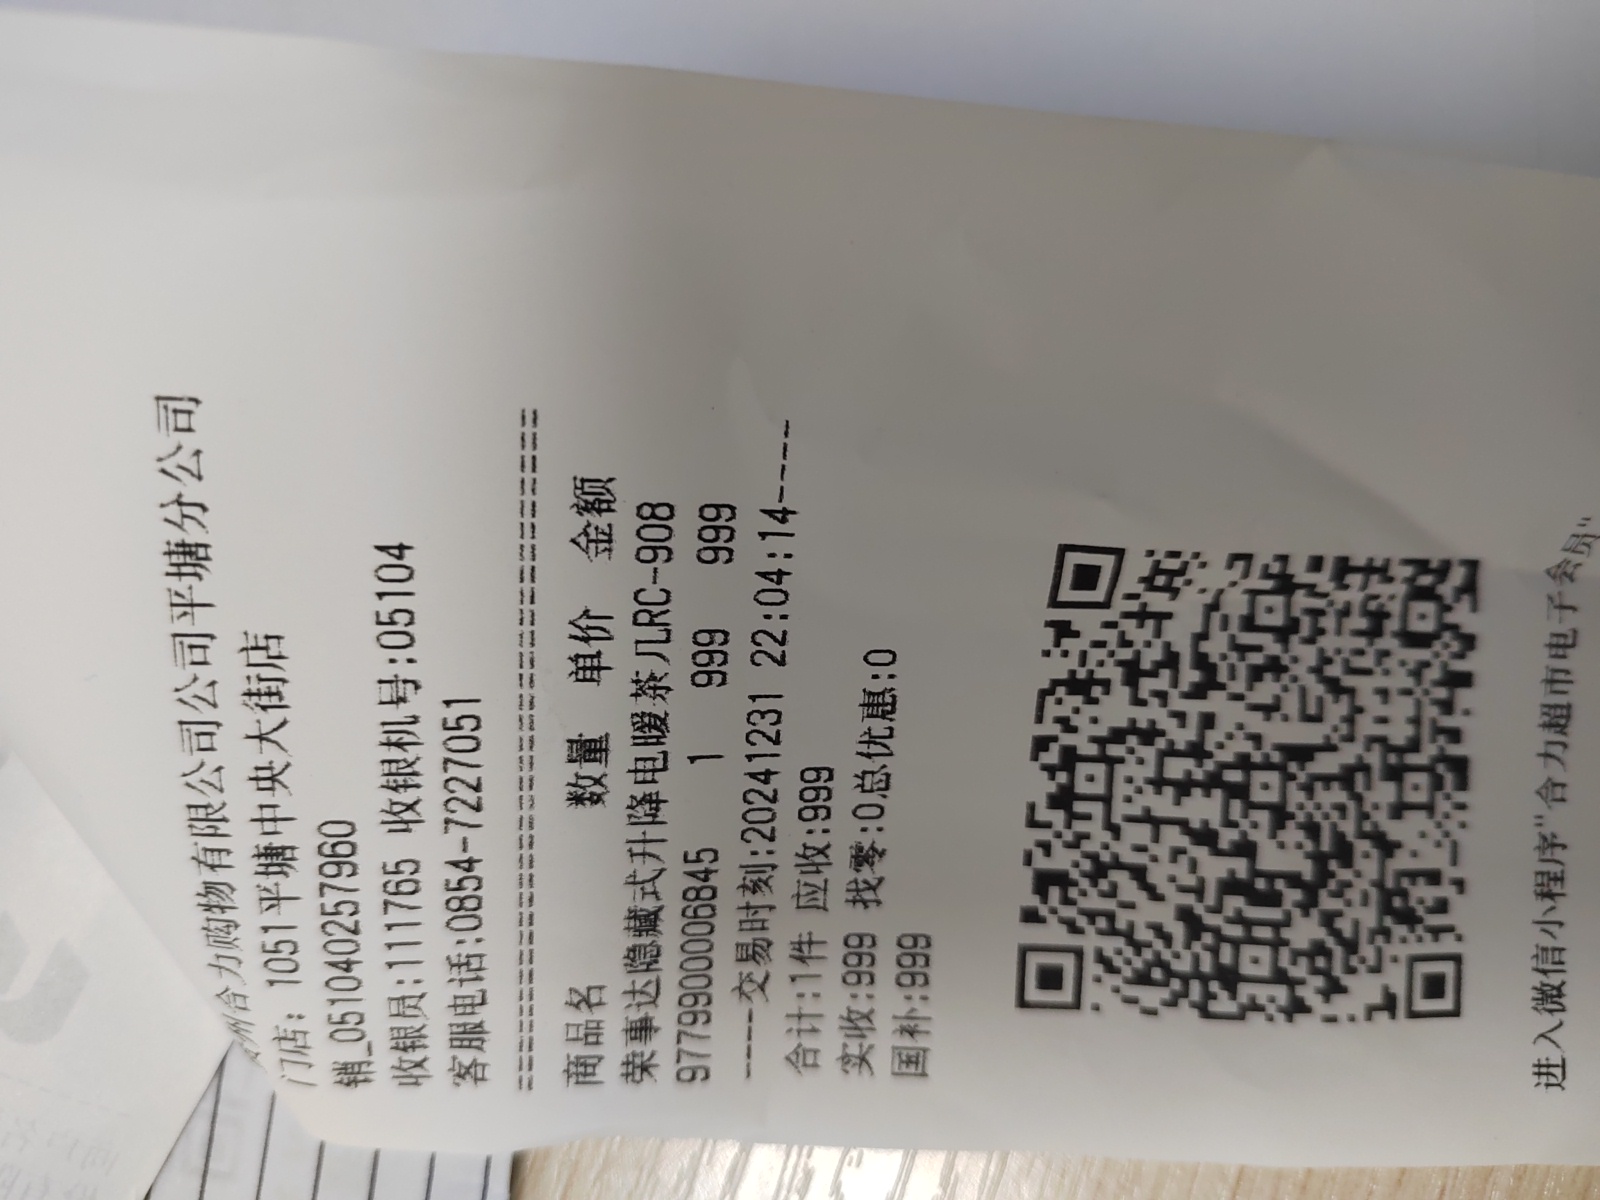 州合力购物有限公司公司平塘分公司
门店: 1051平塘中央大街店
销_051040257960
收银员:111765 收银机号:05104
客服电话:0854-7227051
================================
商品名 数量 单价 金额
荣事达隐藏式升降电暖茶几LRC-908
9779900006845 1 999 999
----交易时刻:20241231 22:04:14----
合计:1件 应收:999
实收:999 找零:0总优惠:0
国补:999
进入微信小程序"合力超市电子会员"